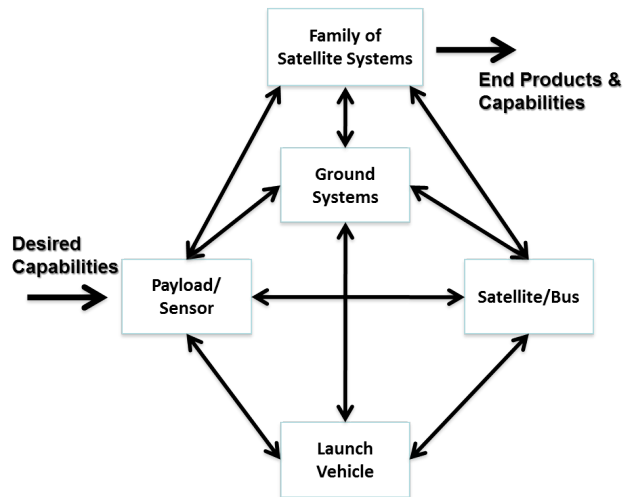 Family of
Satellite Systems
End Products &
Capabilities
Ground
Systems
Desired
Capabilities
Payload/
Sensor
Satellite/Bus
Launch
Vehicle